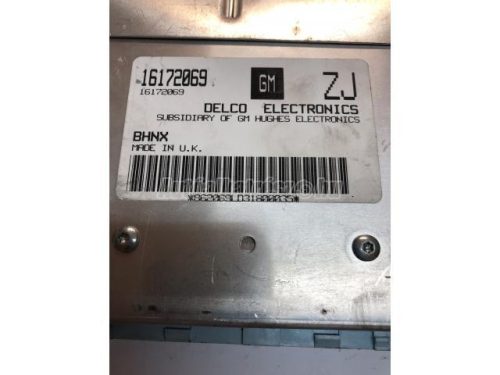 16172069 GM ZJ
16172069
DELCO ELECTRONICS
SUBSIDIARY OF GM HUGHES ELECTRONICS
BHNX
MADE IN U.K.